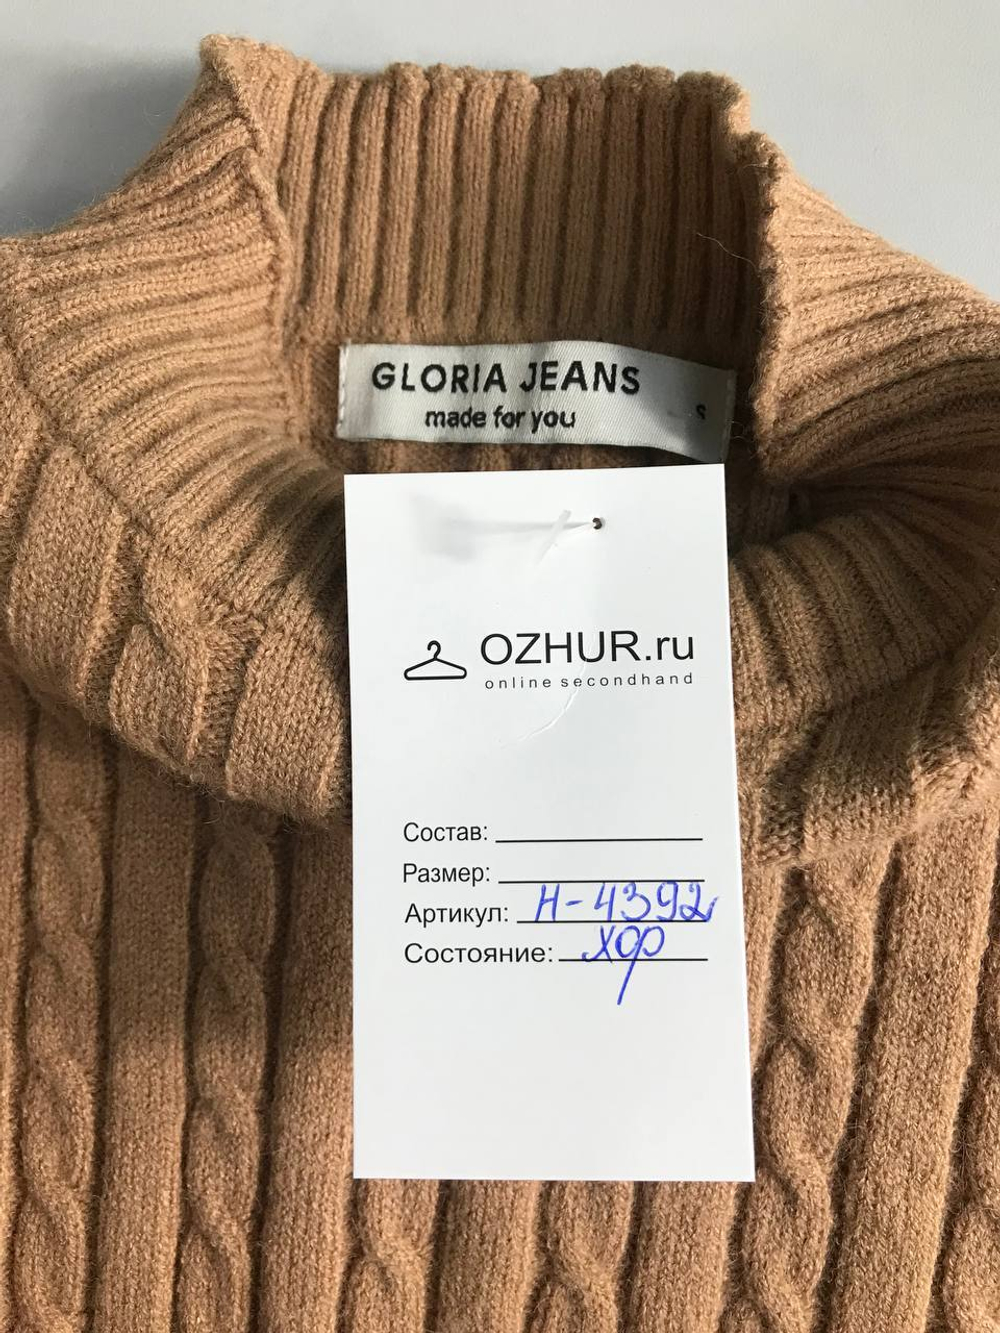 GLORIA JEANS
made for you
S
OZHUR.ru
online secondhand
Состав:
Размер:
Артикул: Н-4392
Состояние: хор